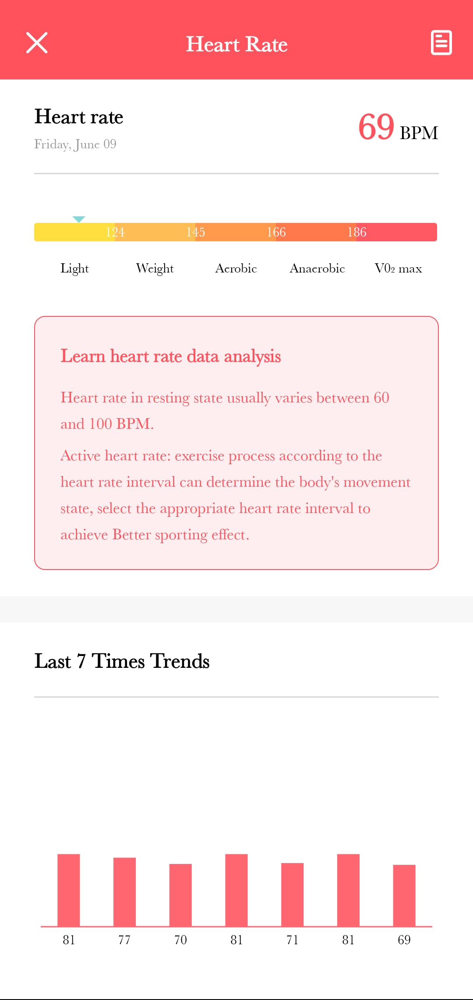 Heart Rate
Heart rate
69 BPM
Friday, June 09
124 145 166 186
Light Weight Aerobic Anaerobic V0₂ max
Learn heart rate data analysis
Heart rate in resting state usually varies between 60
and 100 BPM.
Active heart rate: exercise process according to the
heart rate interval can determine the body's movement
state, select the appropriate heart rate interval to
achieve Better sporting effect.
Last 7 Times Trends
81 77 70 81 71 81 69